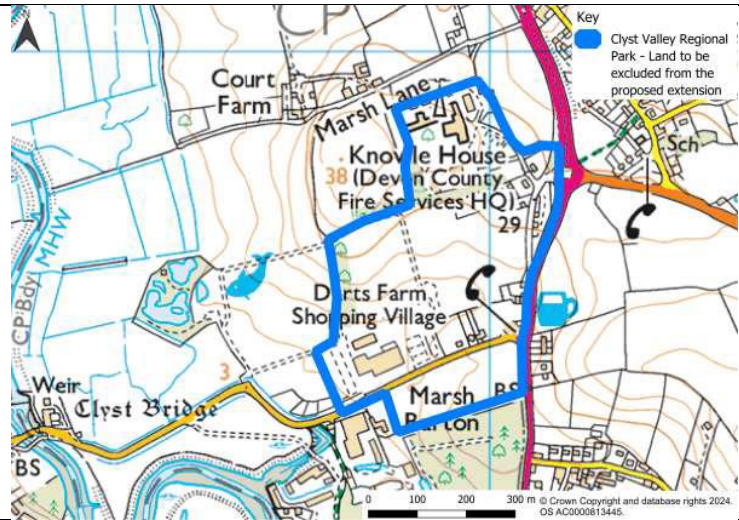 CP
Key
Clyst Valley Regional
Park - Land to be
excluded from the
proposed extension
Court
Farm
Marsh Lane
Sch
Knowle House
(Devon County
Fire Services HQ)
38
29
CP Bdy
MHW
Darts Farm
Shopping Village
3
Weir
Clyst Bridge
Marsh
Barton
BS
BS
0 100 200 300 m
© Crown Copyright and database rights 2024.
OS AC0000813445.